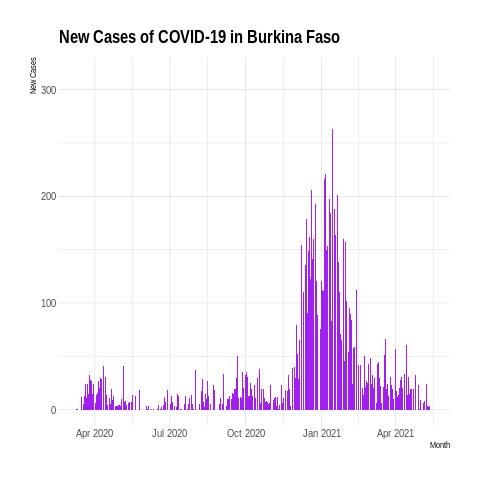 New Cases of COVID-19 in Burkina Faso
New Cases
300
200
100
0
Apr 2020
Jul 2020
Oct 2020
Jan 2021
Apr 2021
Month